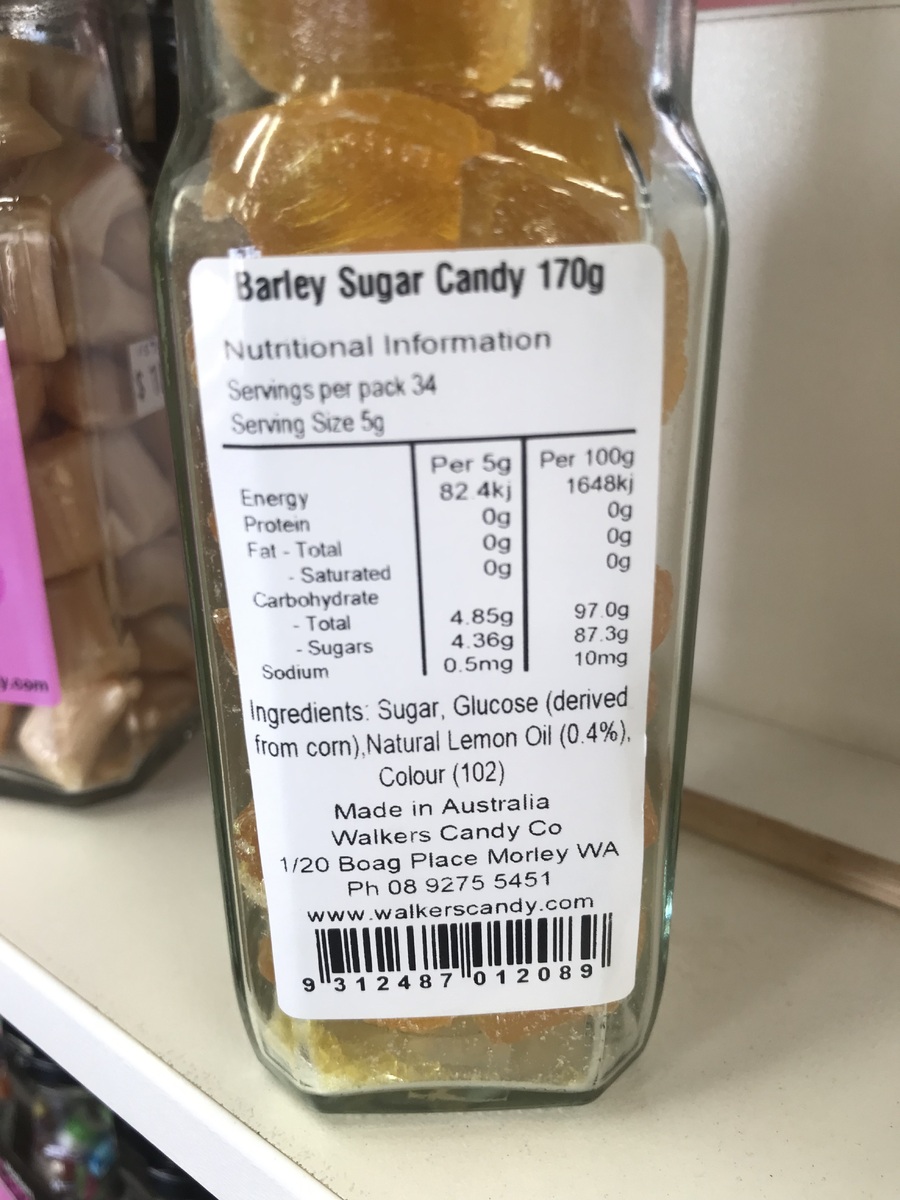 Barley Sugar Candy 170g
Nutritional Information
Servings per pack 34
Serving Size 5g
Per 5g Per 100g
Energy 82.4kj 1648kj
Protein 0g 0g
Fat - Total 0g 0g
- Saturated 0g 0g
Carbohydrate
- Total 4.85g 97.0g
- Sugars 4.36g 87.3g
Sodium 0.5mg 10mg
Ingredients: Sugar, Glucose (derived
from corn),Natural Lemon Oil (0.4%),
Colour (102)
Made in Australia
Walkers Candy Co
1/20 Boag Place Morley WA
Ph 08 9275 5451
www.walkerscandy.com
9 312487 012089
y.com